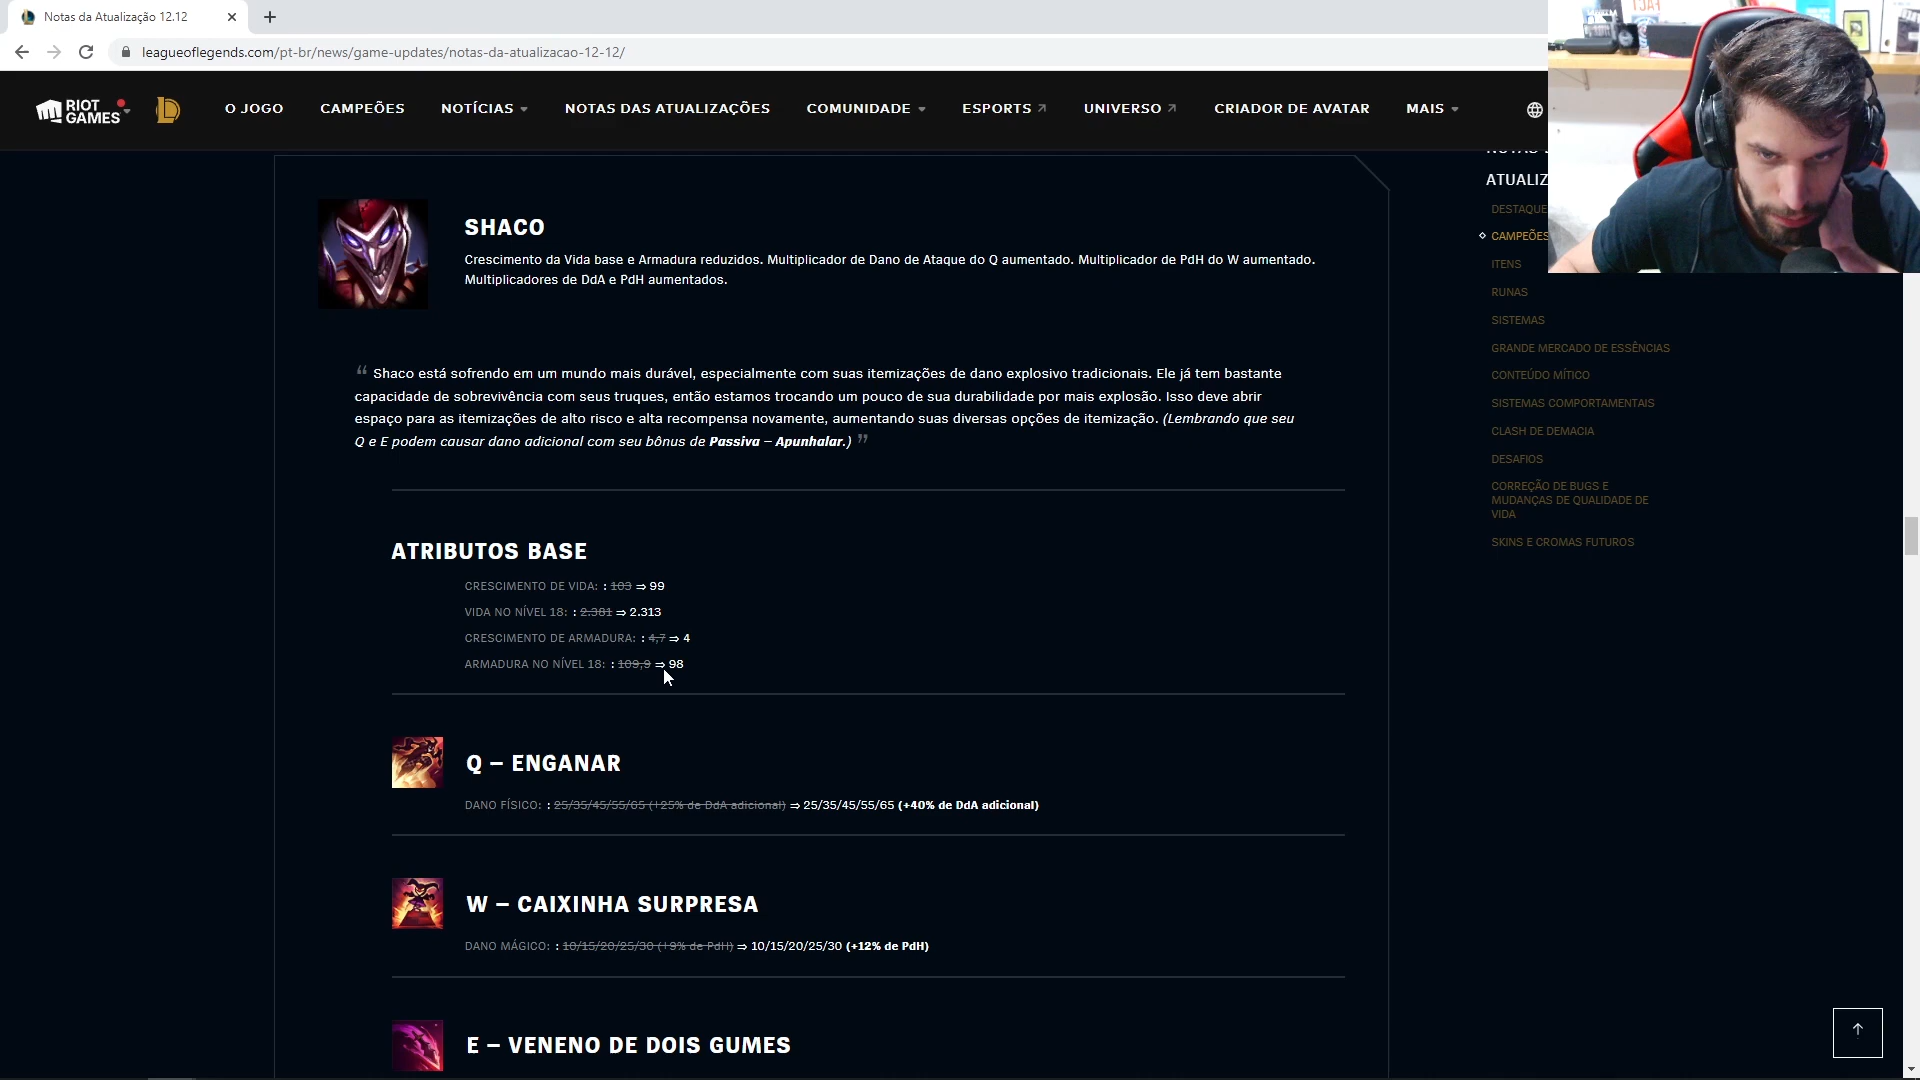 Notas da Atualização 12.12
leagueoflegends.com/pt-br/news/game-updates/notas-da-atualizacao-12-12/
RIOT GAMES
O JOGO
CAMPEÕES
NOTÍCIAS
NOTAS DAS ATUALIZAÇÕES
COMUNIDADE
ESPORTS
UNIVERSO
CRIADOR DE AVATAR
MAIS
SHACO
Crescimento da Vida base e Armadura reduzidos. Multiplicador de Dano de Ataque do Q aumentado. Multiplicador de PdH do W aumentado.
Multiplicadores de DdA e PdH aumentados.
“ Shaco está sofrendo em um mundo mais durável, especialmente com suas itemizações de dano explosivo tradicionais. Ele já tem bastante
capacidade de sobrevivência com seus truques, então estamos trocando um pouco de sua durabilidade por mais explosão. Isso deve abrir
espaço para as itemizações de alto risco e alta recompensa novamente, aumentando suas diversas opções de itemização. (Lembrando que seu
Q e E podem causar dano adicional com seu bônus de Passiva – Apunhalar.) ”
ATRIBUTOS BASE
CRESCIMENTO DE VIDA: : 103 ⇒ 99
VIDA NO NÍVEL 18: : 2.381 ⇒ 2.313
CRESCIMENTO DE ARMADURA: : 4,7 ⇒ 4
ARMADURA NO NÍVEL 18: : 109,9 ⇒ 98
Q – ENGANAR
DANO FÍSICO: : 25/35/45/55/65 (+25% de DdA adicional) ⇒ 25/35/45/55/65 (+40% de DdA adicional)
W – CAIXINHA SURPRESA
DANO MÁGICO: : 10/15/20/25/30 (+9% de PdH) ⇒ 10/15/20/25/30 (+12% de PdH)
E – VENENO DE DOIS GUMES
ATUALIZ
DESTAQUE
CAMPEÕES
ITENS
RUNAS
SISTEMAS
GRANDE MERCADO DE ESSÊNCIAS
CONTEÚDO MÍTICO
SISTEMAS COMPORTAMENTAIS
CLASH DE DEMACIA
DESAFIOS
CORREÇÃO DE BUGS E
MUDANÇAS DE QUALIDADE DE
VIDA
SKINS E CROMAS FUTUROS